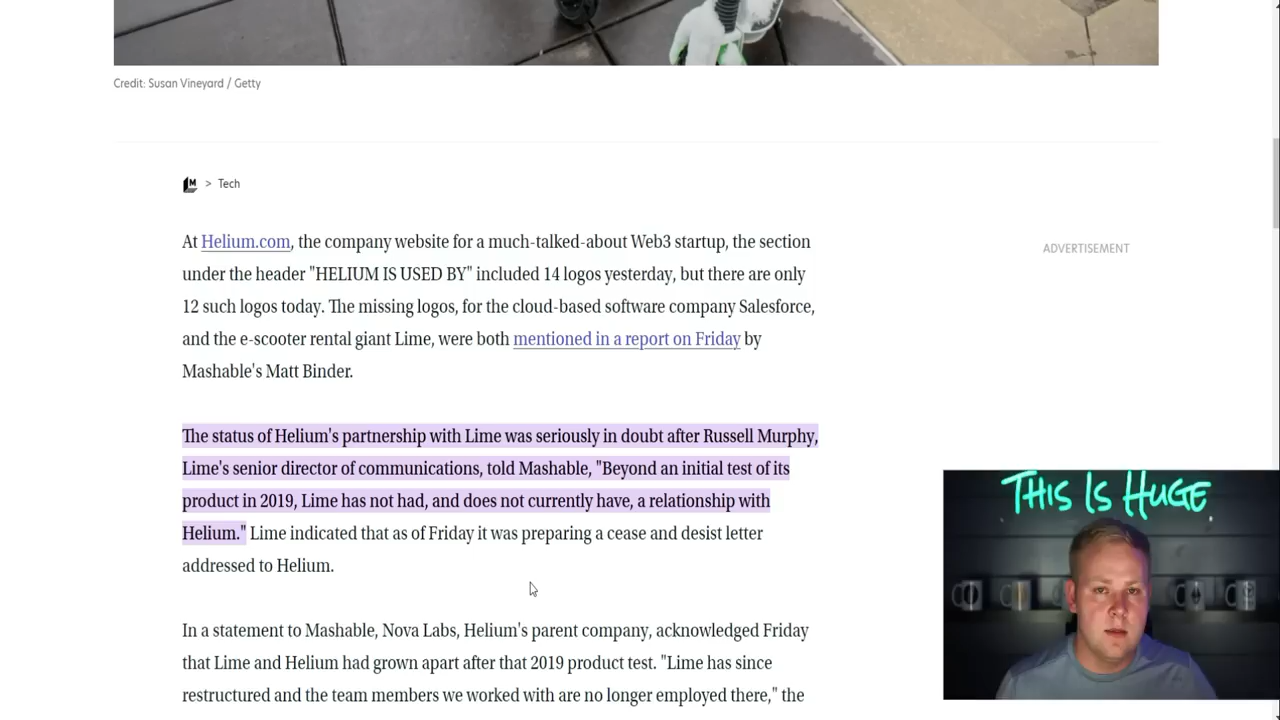 Credit: Susan Vineyard / Getty
> Tech
At Helium.com, the company website for a much-talked-about Web3 startup, the section
under the header "HELIUM IS USED BY" included 14 logos yesterday, but there are only
12 such logos today. The missing logos, for the cloud-based software company Salesforce,
and the e-scooter rental giant Lime, were both mentioned in a report on Friday by
Mashable's Matt Binder.
ADVERTISEMENT
The status of Helium's partnership with Lime was seriously in doubt after Russell Murphy,
Lime's senior director of communications, told Mashable, "Beyond an initial test of its
product in 2019, Lime has not had, and does not currently have, a relationship with
Helium." Lime indicated that as of Friday it was preparing a cease and desist letter
addressed to Helium.
In a statement to Mashable, Nova Labs, Helium's parent company, acknowledged Friday
that Lime and Helium had grown apart after that 2019 product test. "Lime has since
restructured and the team members we worked with are no longer employed there," the
THIS IS HUGE